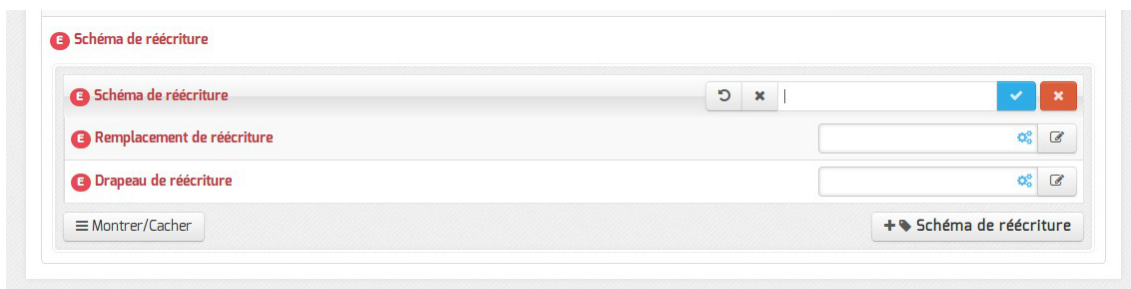 E Schéma de réécriture
E Schéma de réécriture
E Remplacement de réécriture
E Drapeau de réécriture
Montrer/Cacher
Schéma de réécriture